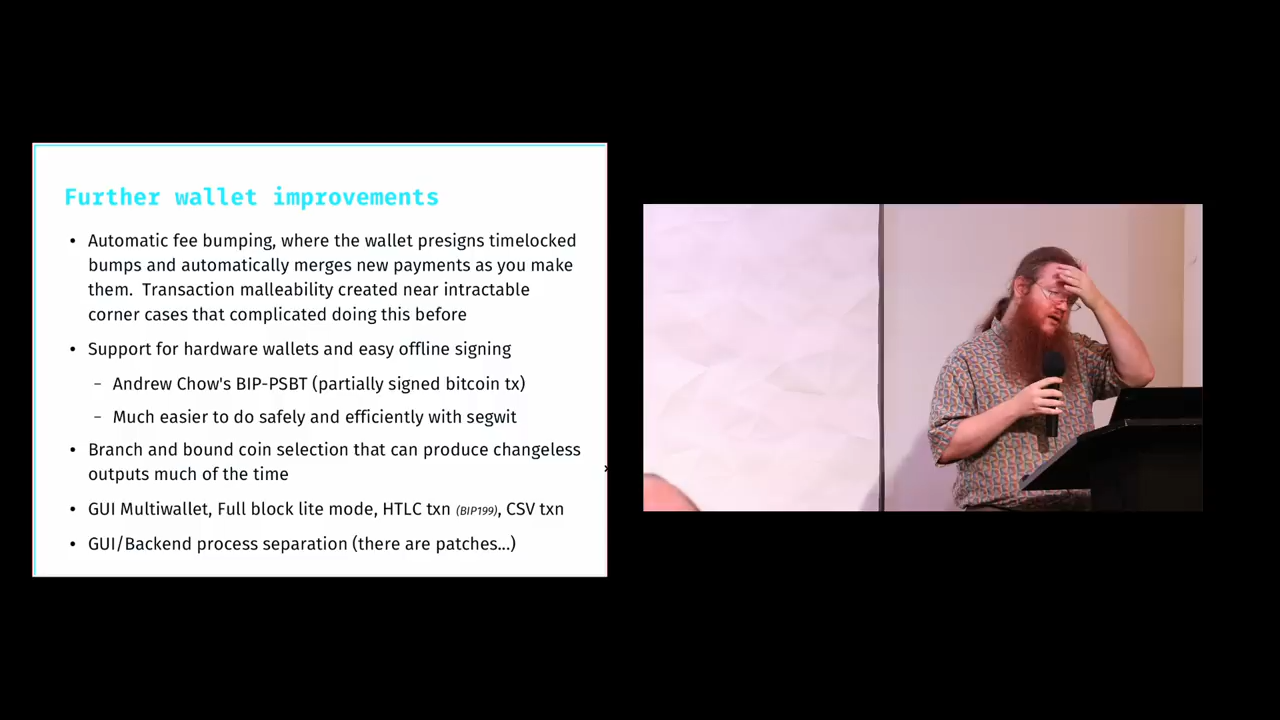 Further wallet improvements
• Automatic fee bumping, where the wallet presigns timelocked
bumps and automatically merges new payments as you make
them.  Transaction malleability created near intractable
corner cases that complicated doing this before
• Support for hardware wallets and easy offline signing
– Andrew Chow's BIP-PSBT (partially signed bitcoin tx)
– Much easier to do safely and efficiently with segwit
• Branch and bound coin selection that can produce changeless
outputs much of the time
• GUI Multiwallet, Full block lite mode, HTLC txn (BIP199), CSV txn
• GUI/Backend process separation (there are patches...)